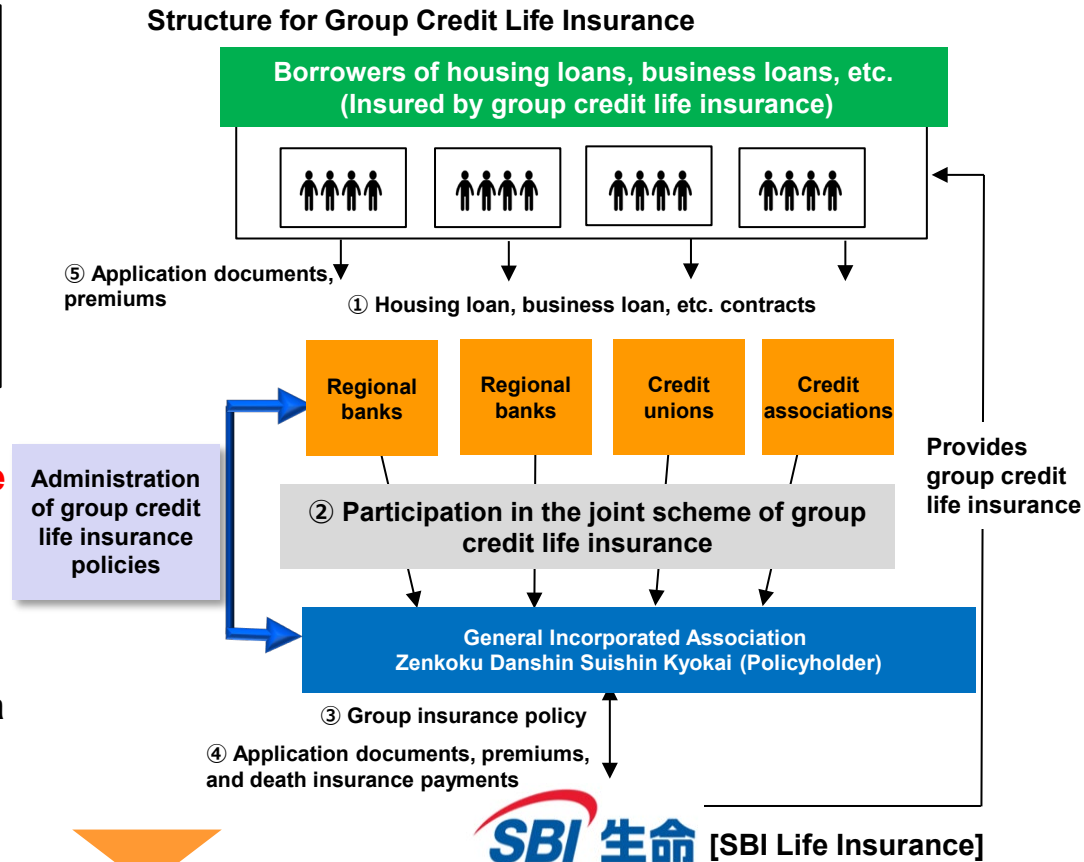 Structure for Group Credit Life Insurance
Borrowers of housing loans, business loans, etc.
(Insured by group credit life insurance)
⑤ Application documents,
premiums
① Housing loan, business loan, etc. contracts
Regional
banks
Regional
banks
Credit
unions
Credit
associations
Provides
group credit
life insurance
e
Administration
of group credit
life insurance
policies
② Participation in the joint scheme of group
credit life insurance
General Incorporated Association
Zenkoku Danshin Suishin Kyokai (Policyholder)
③ Group insurance policy
④ Application documents, premiums,
and death insurance payments
SBI 生命 [SBI Life Insurance]